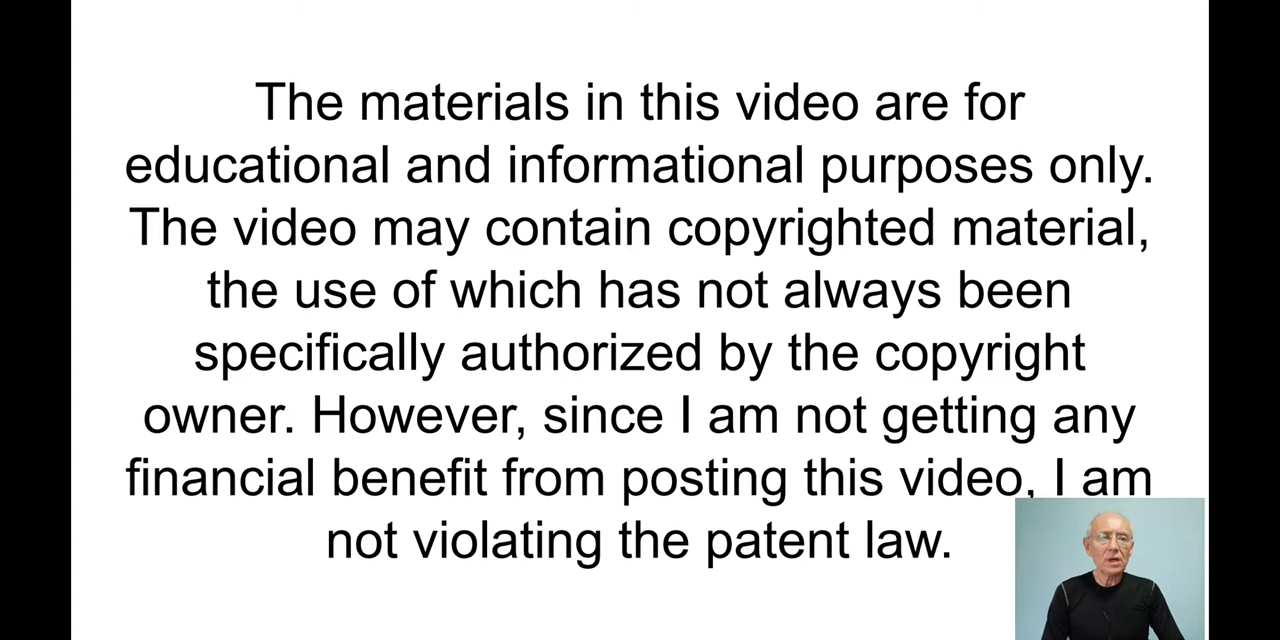 The materials in this video are for
educational and informational purposes only.
The video may contain copyrighted material,
the use of which has not always been
specifically authorized by the copyright
owner. However, since I am not getting any
financial benefit from posting this video, I am
not violating the patent law.